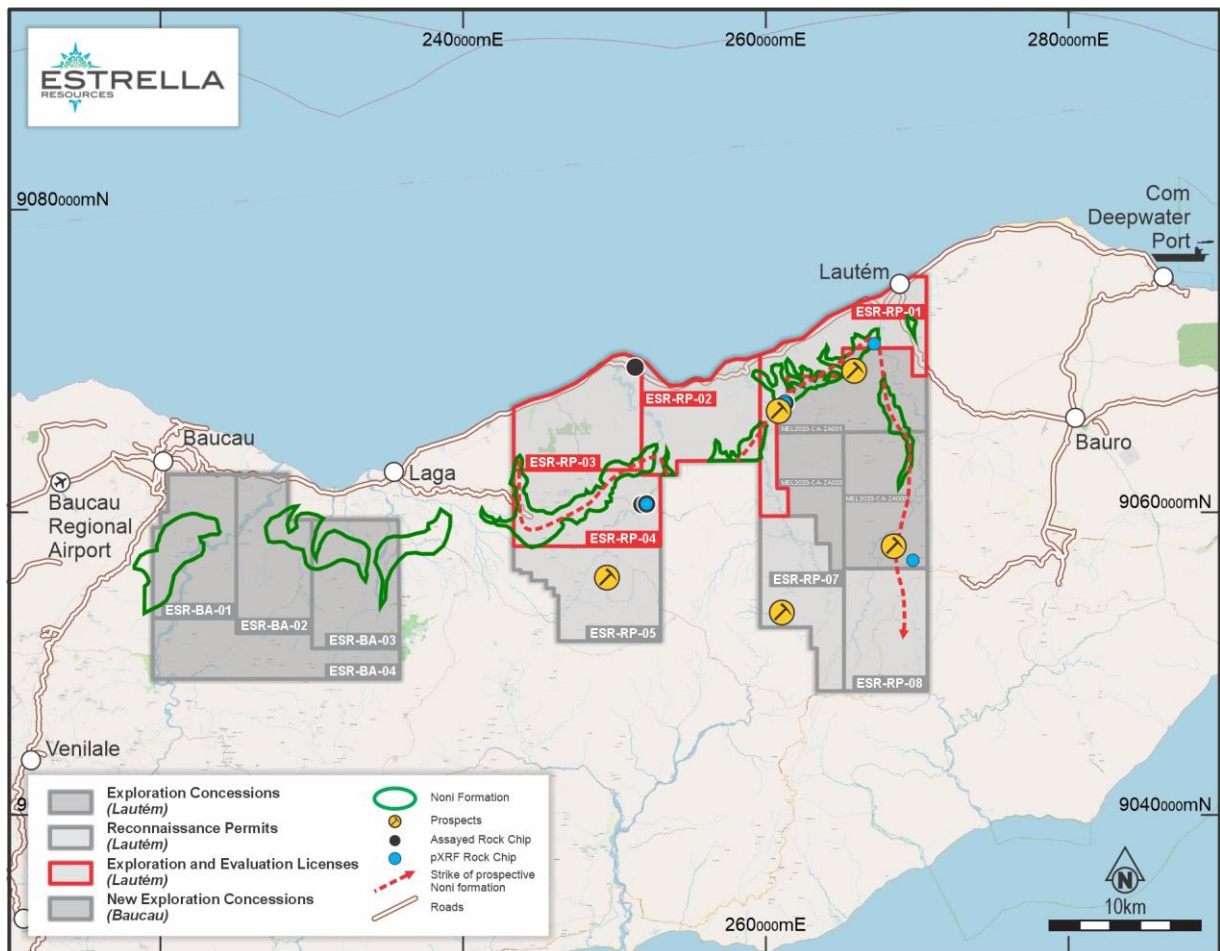 240000mE
260000mE
280000mE
ESTRELLA
RESOURCES
9080000mN
Com
Deepwater
Port
Lautém
ESR-RP-01
ESR-RP-02
MEL2023-CA-ZA001
Baucau
Bauro
ESR-RP-03
Laga
Baucau
Regional
Airport
9060000mN
ESR-RP-04
ESR-RP-07
ESR-BA-01
ESR-BA-02
ESR-RP-05
ESR-BA-03
ESR-BA-04
ESR-RP-08
Venilale
Exploration Concessions
(Lautém)
Reconnaissance Permits
(Lautém)
Exploration and Evaluation Licenses
(Lautém)
New Exploration Concessions
(Baucau)
Noni Formation
Prospects
Assayed Rock Chip
pXRF Rock Chip
Strike of prospective
Noni formation
Roads
9
9040000mN
N
10km
260000mE